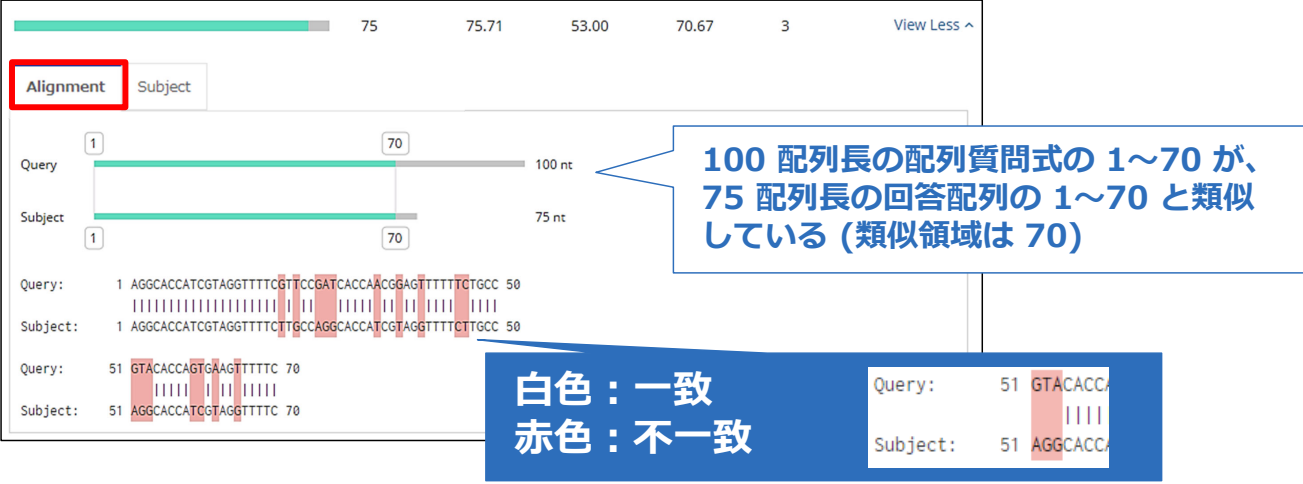 75 75.71 53.00 70.67 3 View Less
Alignment Subject
1 70
Query 100 nt
Subject 75 nt
1 70
100 配列長の配列質問式の 1~70 が、
75 配列長の回答配列の 1~70 と類似
している (類似領域は 70)
Query: 1 AGGCACCATCGTAGGTTTTCGTTCCGATCACCAACGGAGTTTTTTCTGCC 50
||||||||||||||||||||| | || ||||| || || |||| ||||
Subject: 1 AGGCACCATCGTAGGTTTTCTTGCCAGGCACCATCGTAGGTTTTCTTGCC 50
Query: 51 GTACACCAGTGAAGTTTTTC 70
||||| | || |||||
Subject: 51 AGGCACCATCGTAGGTTTTC 70
白色:一致
赤色:不一致
Query: 51 GTACACCA
||||
Subject: 51 AGGCACCA